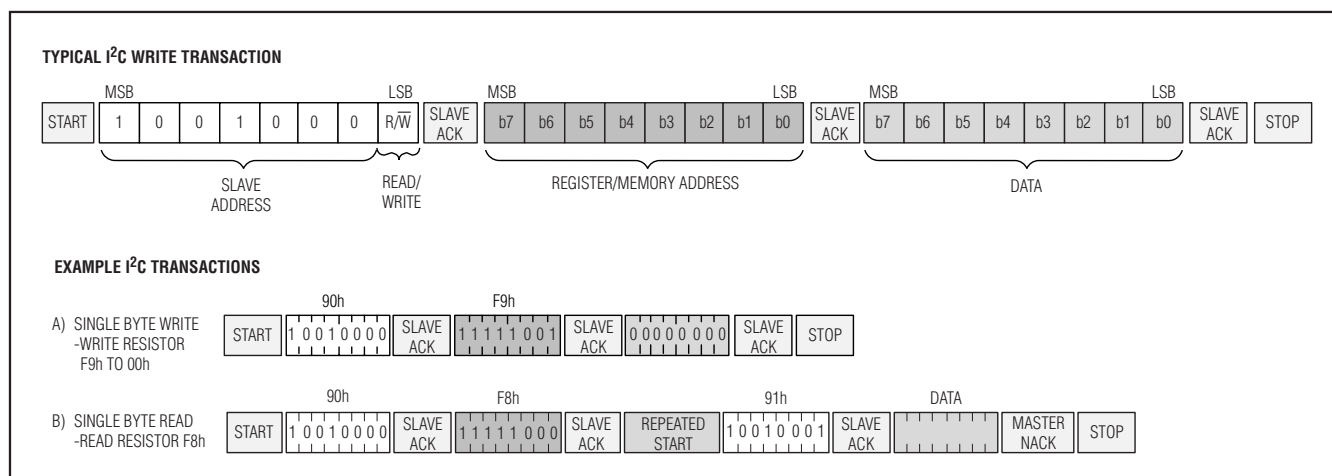 TYPICAL I²C WRITE TRANSACTION
MSB LSB MSB LSB MSB LSB
START 1 0 0 1 0 0 0 R/W̅ SLAVE ACK b7 b6 b5 b4 b3 b2 b1 b0 SLAVE ACK b7 b6 b5 b4 b3 b2 b1 b0 SLAVE ACK STOP
SLAVE ADDRESS READ/WRITE REGISTER/MEMORY ADDRESS DATA
EXAMPLE I²C TRANSACTIONS
90h F9h
A) SINGLE BYTE WRITE
-WRITE RESISTOR
F9h TO 00h
START 1 0 0 1 0 0 0 0 SLAVE ACK 1 1 1 1 1 0 0 1 SLAVE ACK 0 0 0 0 0 0 0 0 SLAVE ACK STOP
90h F8h 91h DATA
B) SINGLE BYTE READ
-READ RESISTOR F8h
START 1 0 0 1 0 0 0 0 SLAVE ACK 1 1 1 1 1 0 0 0 SLAVE ACK REPEATED START 1 0 0 1 0 0 0 1 SLAVE ACK MASTER NACK STOP